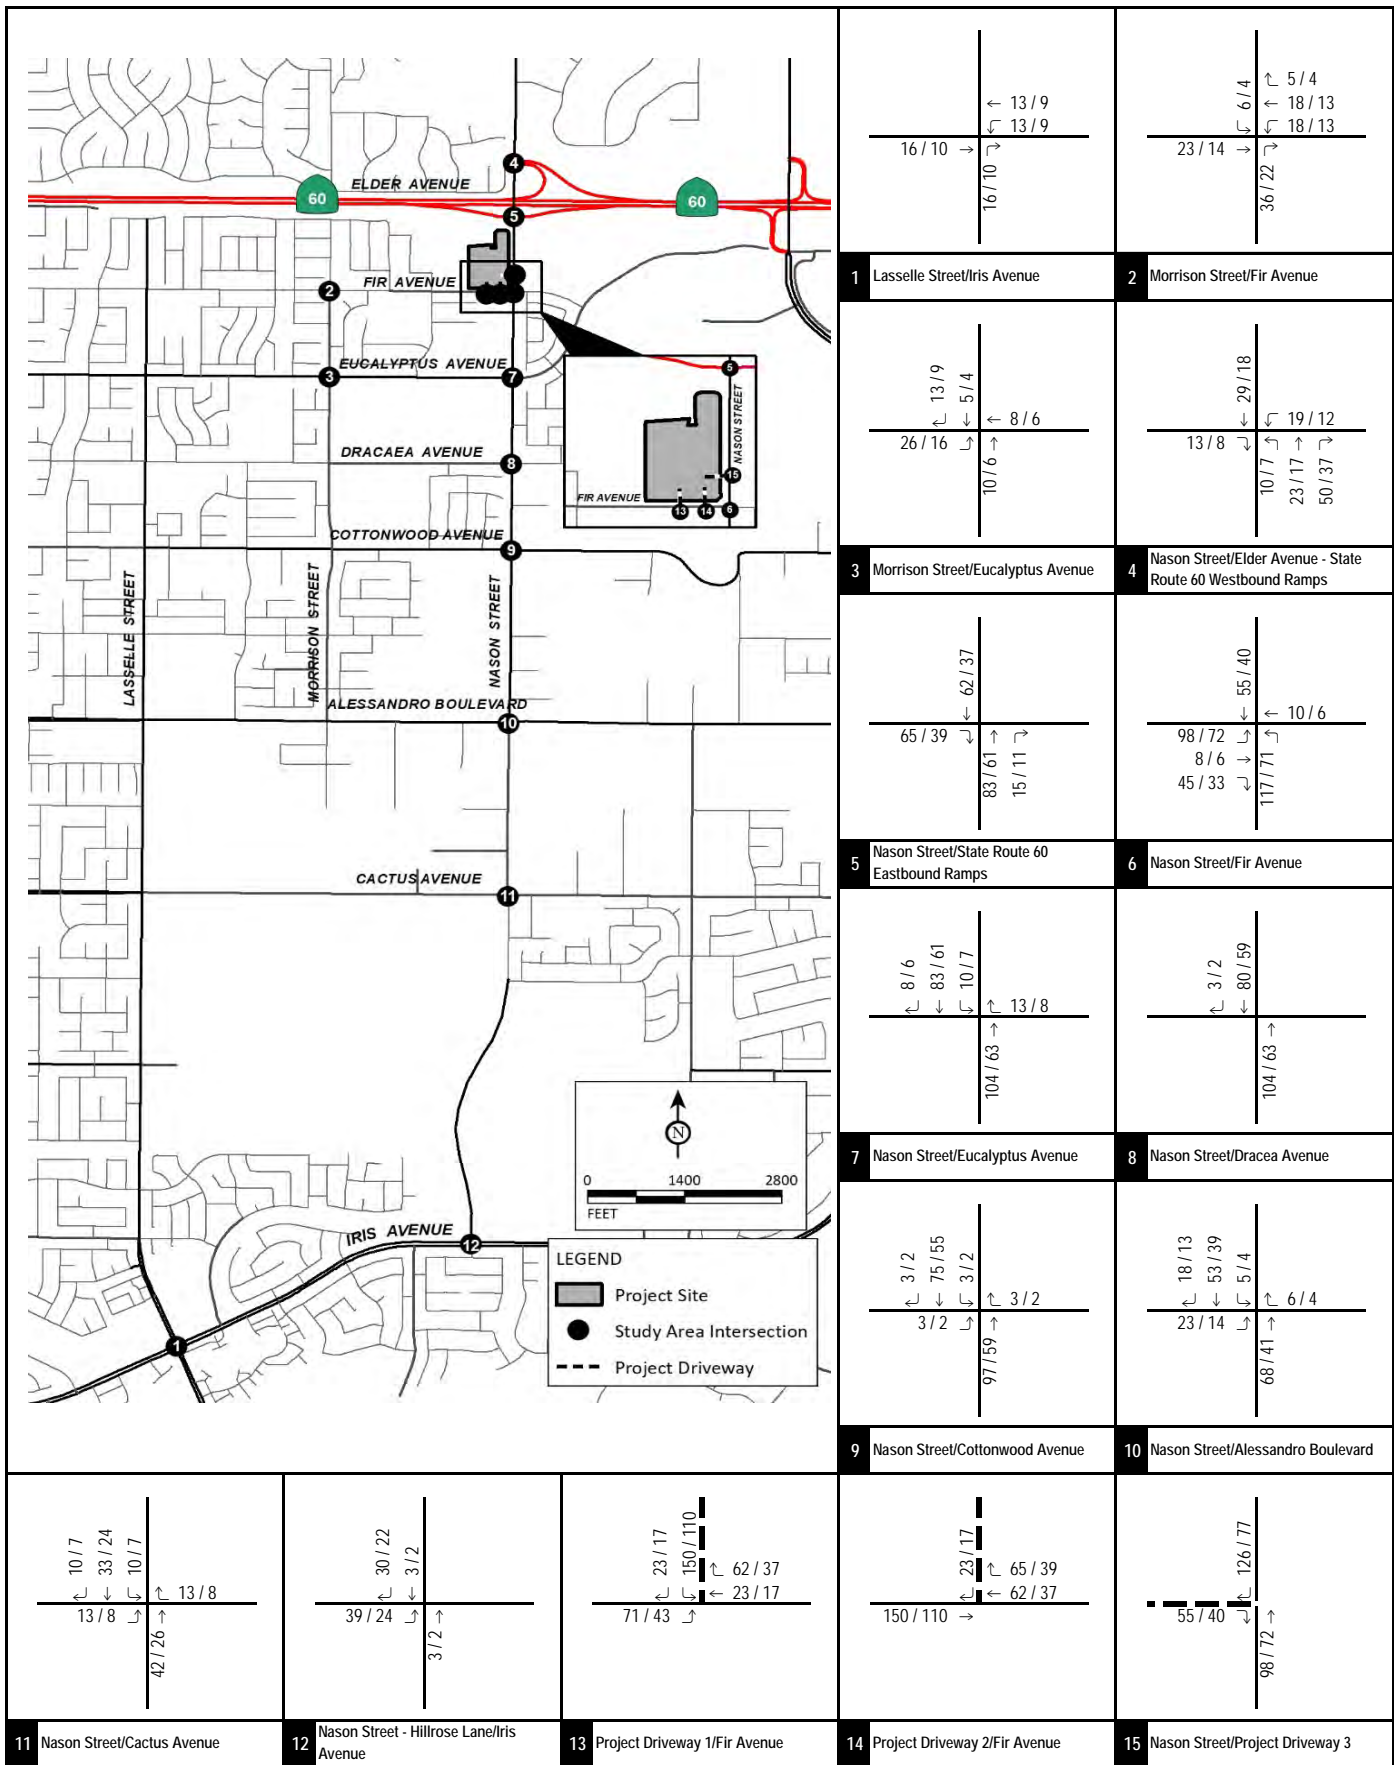 4
ELDER AVENUE
60
60
5
FIR AVENUE
2
EUCALYPTUS AVENUE
3
7
5
NASON STREET
DRACAEA AVENUE
8
15
FIR AVENUE
13
14
6
COTTONWOOD AVENUE
9
LASSELLE STREET
MORRISON STREET
NASON STREET
ALESSANDRO BOULEVARD
10
CACTUS AVENUE
11
N
0 1400 2800
FEET
IRIS AVENUE
12
1
LEGEND
Project Site
Study Area Intersection
Project Driveway
← 13 / 9
13 / 9
16 / 10 →
16 / 10
1 Lasselle Street/Iris Avenue
6 / 4
5 / 4
← 18 / 13
18 / 13
23 / 14 →
36 / 22
2 Morrison Street/Fir Avenue
13 / 9
5 / 4
← 8 / 6
26 / 16
10 / 6
3 Morrison Street/Eucalyptus Avenue
29 / 18
19 / 12
13 / 8
10 / 7
23 / 17
50 / 37
4 Nason Street/Elder Avenue - State
Route 60 Westbound Ramps
62 / 37
65 / 39
83 / 61
15 / 11
5 Nason Street/State Route 60
Eastbound Ramps
55 / 40
← 10 / 6
98 / 72
8 / 6 →
45 / 33
117 / 71
6 Nason Street/Fir Avenue
8 / 6
83 / 61
10 / 7
13 / 8
104 / 63
7 Nason Street/Eucalyptus Avenue
3 / 2
80 / 59
104 / 63
8 Nason Street/Dracea Avenue
3 / 2
75 / 55
3 / 2
3 / 2
3 / 2
97 / 59
9 Nason Street/Cottonwood Avenue
18 / 13
53 / 39
5 / 4
6 / 4
23 / 14
68 / 41
10 Nason Street/Alessandro Boulevard
10 / 7
33 / 24
10 / 7
13 / 8
13 / 8
42 / 26
11 Nason Street/Cactus Avenue
30 / 22
3 / 2
39 / 24
3 / 2
12 Nason Street - Hillrose Lane/Iris
Avenue
23 / 17
150 / 110
62 / 37
← 23 / 17
71 / 43
13 Project Driveway 1/Fir Avenue
23 / 17
65 / 39
← 62 / 37
150 / 110 →
14 Project Driveway 2/Fir Avenue
126 / 77
55 / 40
98 / 72
15 Nason Street/Project Driveway 3